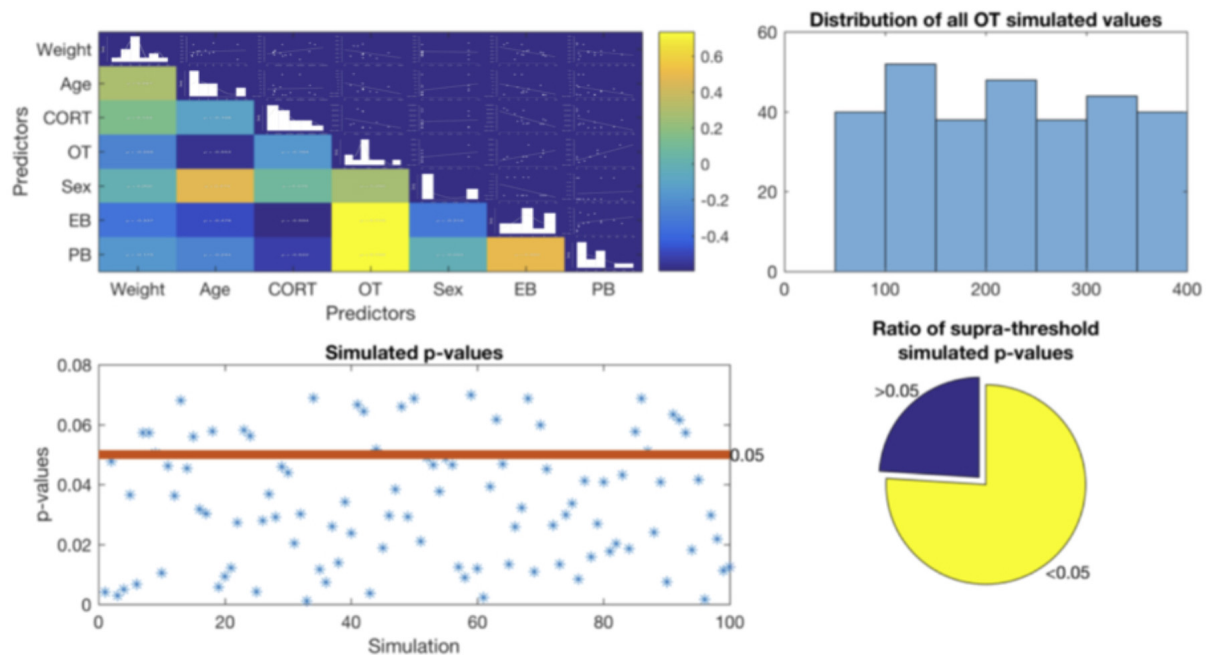 Predictors
Weight
Age
CORT
OT
Sex
EB
PB
Weight Age CORT OT Sex EB PB
Predictors
0.6
0.4
0.2
0
-0.2
-0.4
Distribution of all OT simulated values
60
40
20
0
0 100 200 300 400
Simulated p-values
p-values
0.08
0.06
0.04
0.02
0
0.05
0 20 40 60 80 100
Simulation
Ratio of supra-threshold
simulated p-values
>0.05
<0.05